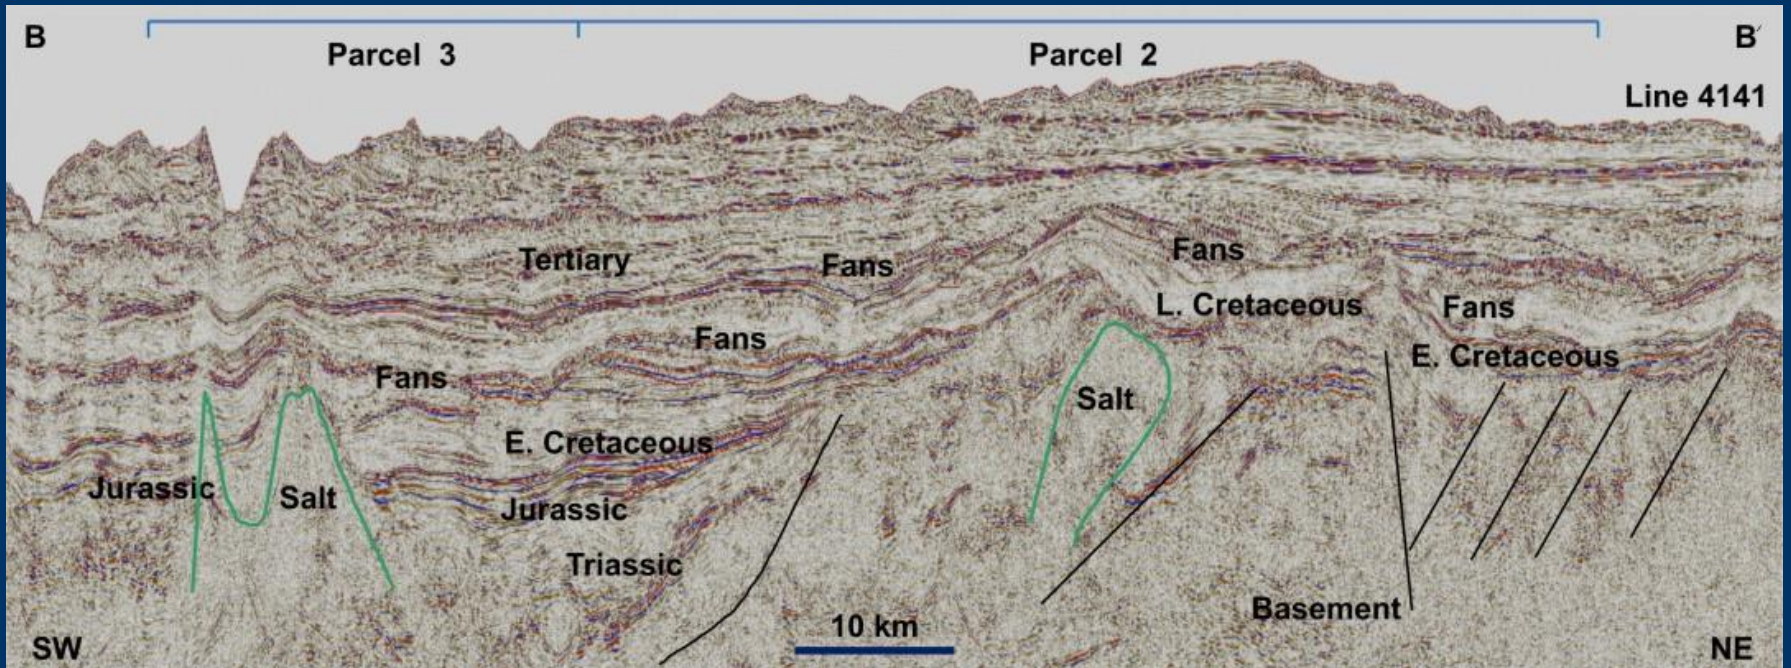 B
B′
Parcel 3
Parcel 2
Line 4141
Tertiary
Fans
Fans
L. Cretaceous
Fans
Fans
E. Cretaceous
Fans
Salt
E. Cretaceous
Jurassic
Salt
Jurassic
Triassic
Basement
10 km
SW
NE